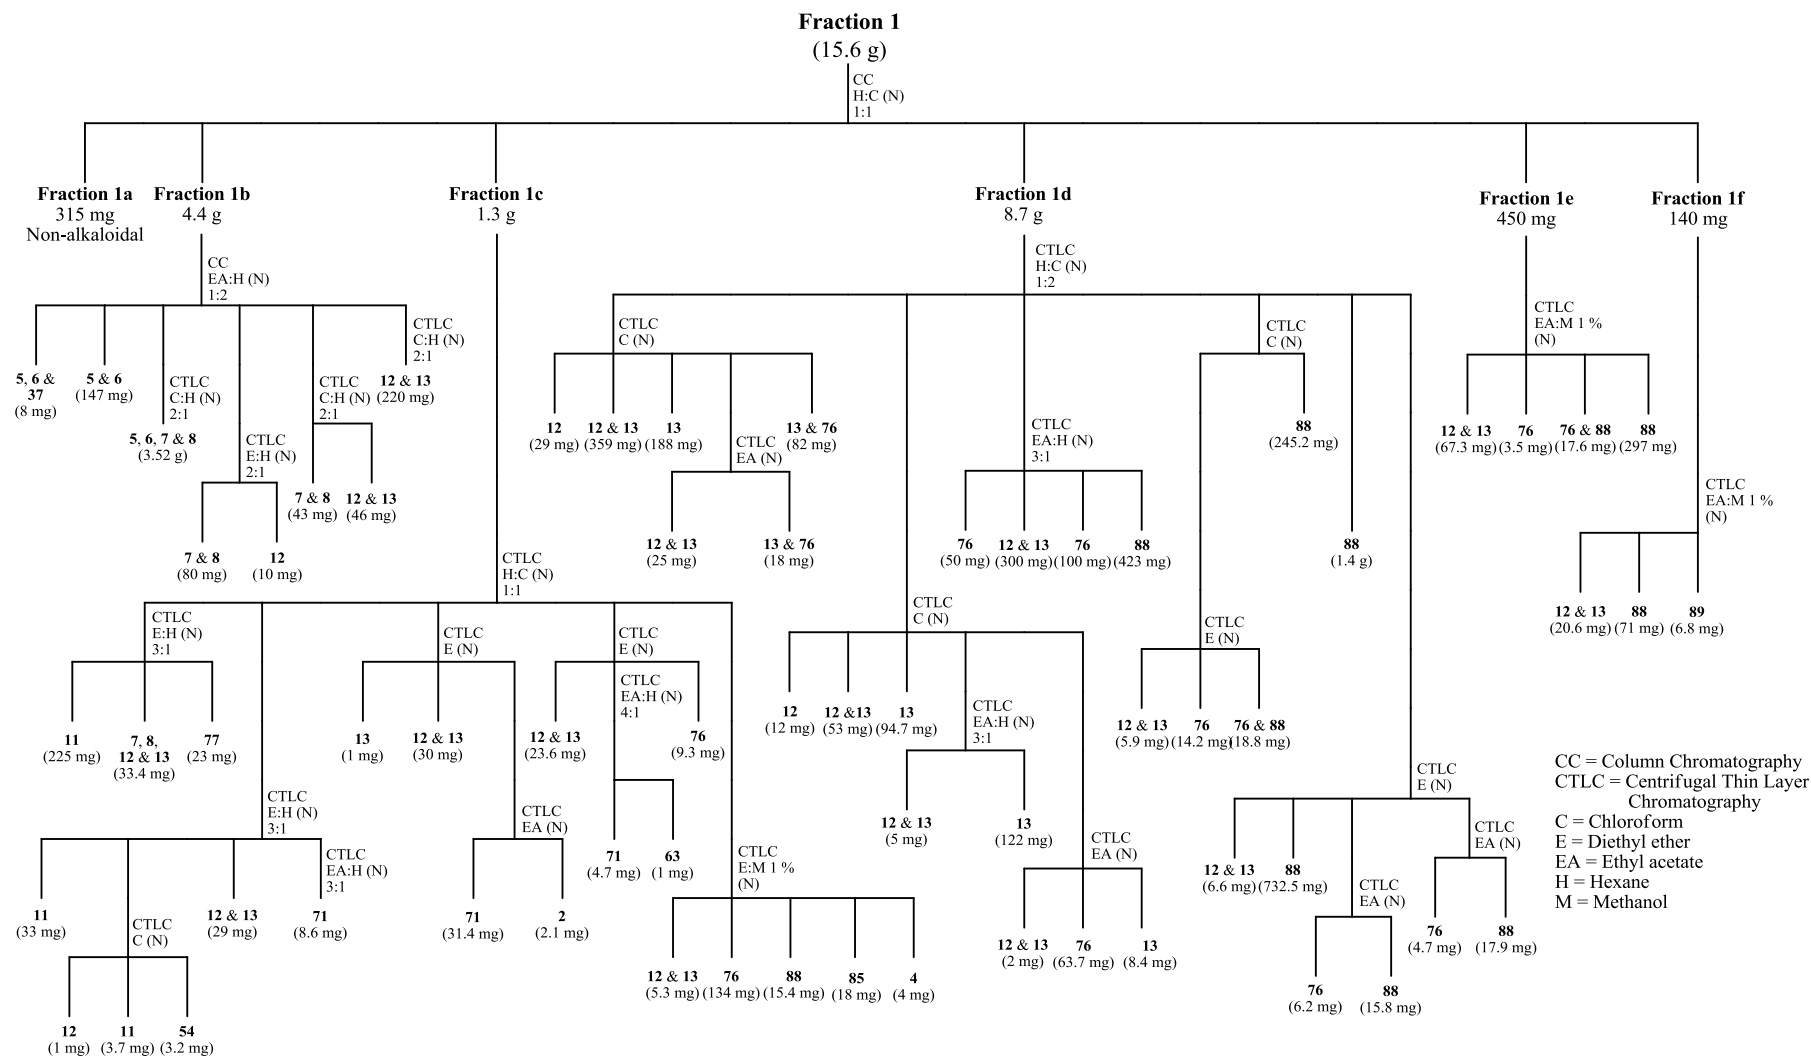 Fraction 1
(15.6 g)
CC
H:C (N)
1:1
Fraction 1a
315 mg
Non-alkaloidal
Fraction 1b
4.4 g
Fraction 1c
1.3 g
Fraction 1d
8.7 g
Fraction 1e
450 mg
Fraction 1f
140 mg
CC
EA:H (N)
1:2
5, 6 &
37
(8 mg)
5 & 6
(147 mg)
CTLC
C:H (N)
2:1
5, 6, 7 & 8
(3.52 g)
CTLC
E:H (N)
2:1
7 & 8
(80 mg)
12
(10 mg)
CTLC
C:H (N)
2:1
7 & 8
(43 mg)
12 & 13
(46 mg)
CTLC
C:H (N)
2:1
12 & 13
(220 mg)
CTLC
H:C (N)
1:1
CTLC
E:H (N)
3:1
11
(225 mg)
7, 8,
12 & 13
(33.4 mg)
77
(23 mg)
CTLC
E:H (N)
3:1
11
(33 mg)
CTLC
C (N)
12
(1 mg)
11
(3.7 mg)
54
(3.2 mg)
12 & 13
(29 mg)
CTLC
EA:H (N)
3:1
71
(8.6 mg)
CTLC
E (N)
13
(1 mg)
12 & 13
(30 mg)
CTLC
EA (N)
71
(31.4 mg)
2
(2.1 mg)
CTLC
E (N)
12 & 13
(23.6 mg)
CTLC
EA:H (N)
4:1
71
(4.7 mg)
63
(1 mg)
76
(9.3 mg)
CTLC
E:M 1 %
(N)
12 & 13
(5.3 mg)
76
(134 mg)
88
(15.4 mg)
85
(18 mg)
4
(4 mg)
CTLC
H:C (N)
1:2
CTLC
C (N)
12
(29 mg)
12 & 13
(359 mg)
13
(188 mg)
CTLC
EA (N)
12 & 13
(25 mg)
13 & 76
(18 mg)
13 & 76
(82 mg)
CTLC
C (N)
12
(12 mg)
12 &13
(53 mg)
13
(94.7 mg)
CTLC
EA:H (N)
3:1
12 & 13
(5 mg)
13
(122 mg)
CTLC
EA (N)
12 & 13
(2 mg)
76
(63.7 mg)
13
(8.4 mg)
CTLC
EA:H (N)
3:1
76
(50 mg)
12 & 13
(300 mg)
76
(100 mg)
88
(423 mg)
CTLC
C (N)
CTLC
E (N)
12 & 13
(5.9 mg)
76
(14.2 mg)
76 & 88
(18.8 mg)
88
(245.2 mg)
88
(1.4 g)
CTLC
E (N)
12 & 13
(6.6 mg)
88
(732.5 mg)
CTLC
EA (N)
76
(6.2 mg)
88
(15.8 mg)
CTLC
EA (N)
76
(4.7 mg)
88
(17.9 mg)
CTLC
EA:M 1 %
(N)
12 & 13
(67.3 mg)
76
(3.5 mg)
76 & 88
(17.6 mg)
88
(297 mg)
CTLC
EA:M 1 %
(N)
12 & 13
(20.6 mg)
88
(71 mg)
89
(6.8 mg)
CC = Column Chromatography
CTLC = Centrifugal Thin Layer
Chromatography
C = Chloroform
E = Diethyl ether
EA = Ethyl acetate
H = Hexane
M = Methanol